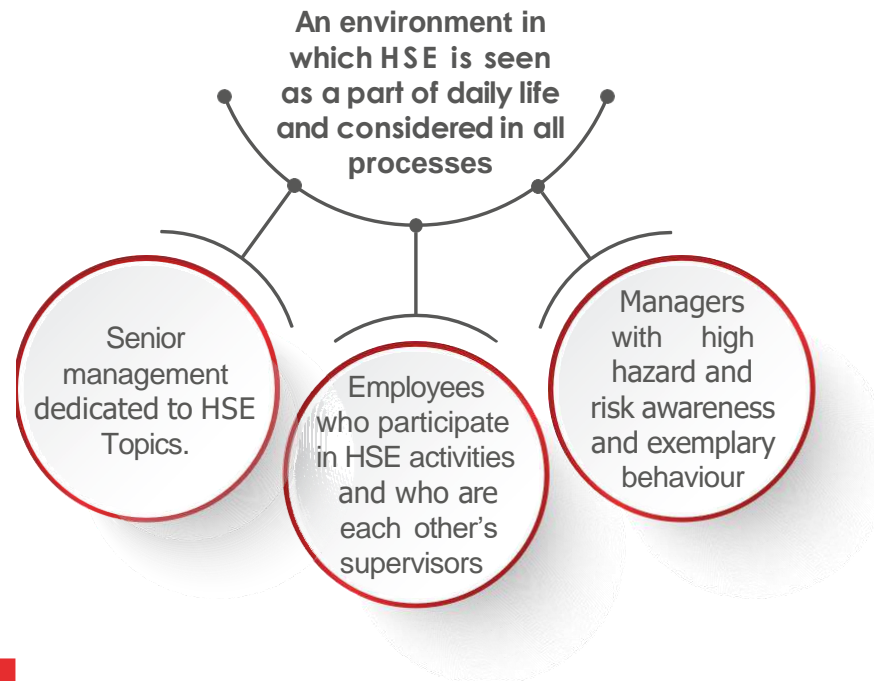 An environment in
which HSE is seen
as a part of daily life
and considered in all
processes
Senior
management
dedicated to HSE
Topics.
Employees
who participate
in HSE activities
and who are
each other's
supervisors
Managers
with high
hazard and
risk awareness
and exemplary
behaviour